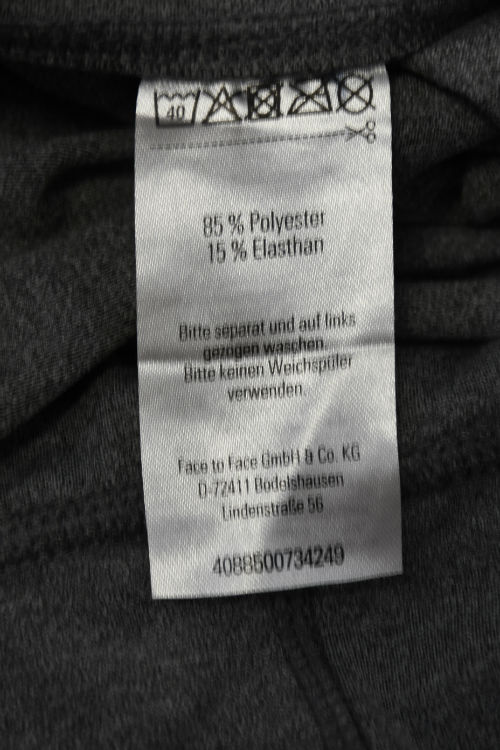 40
85 % Polyester
15 % Elasthan
Bitte separat und auf links
gezogen waschen.
Bitte keinen Weichspüler
verwenden.
Face to Face GmbH & Co. KG
D-72411 Bodelshausen
Lindenstraße 56
4088500734249